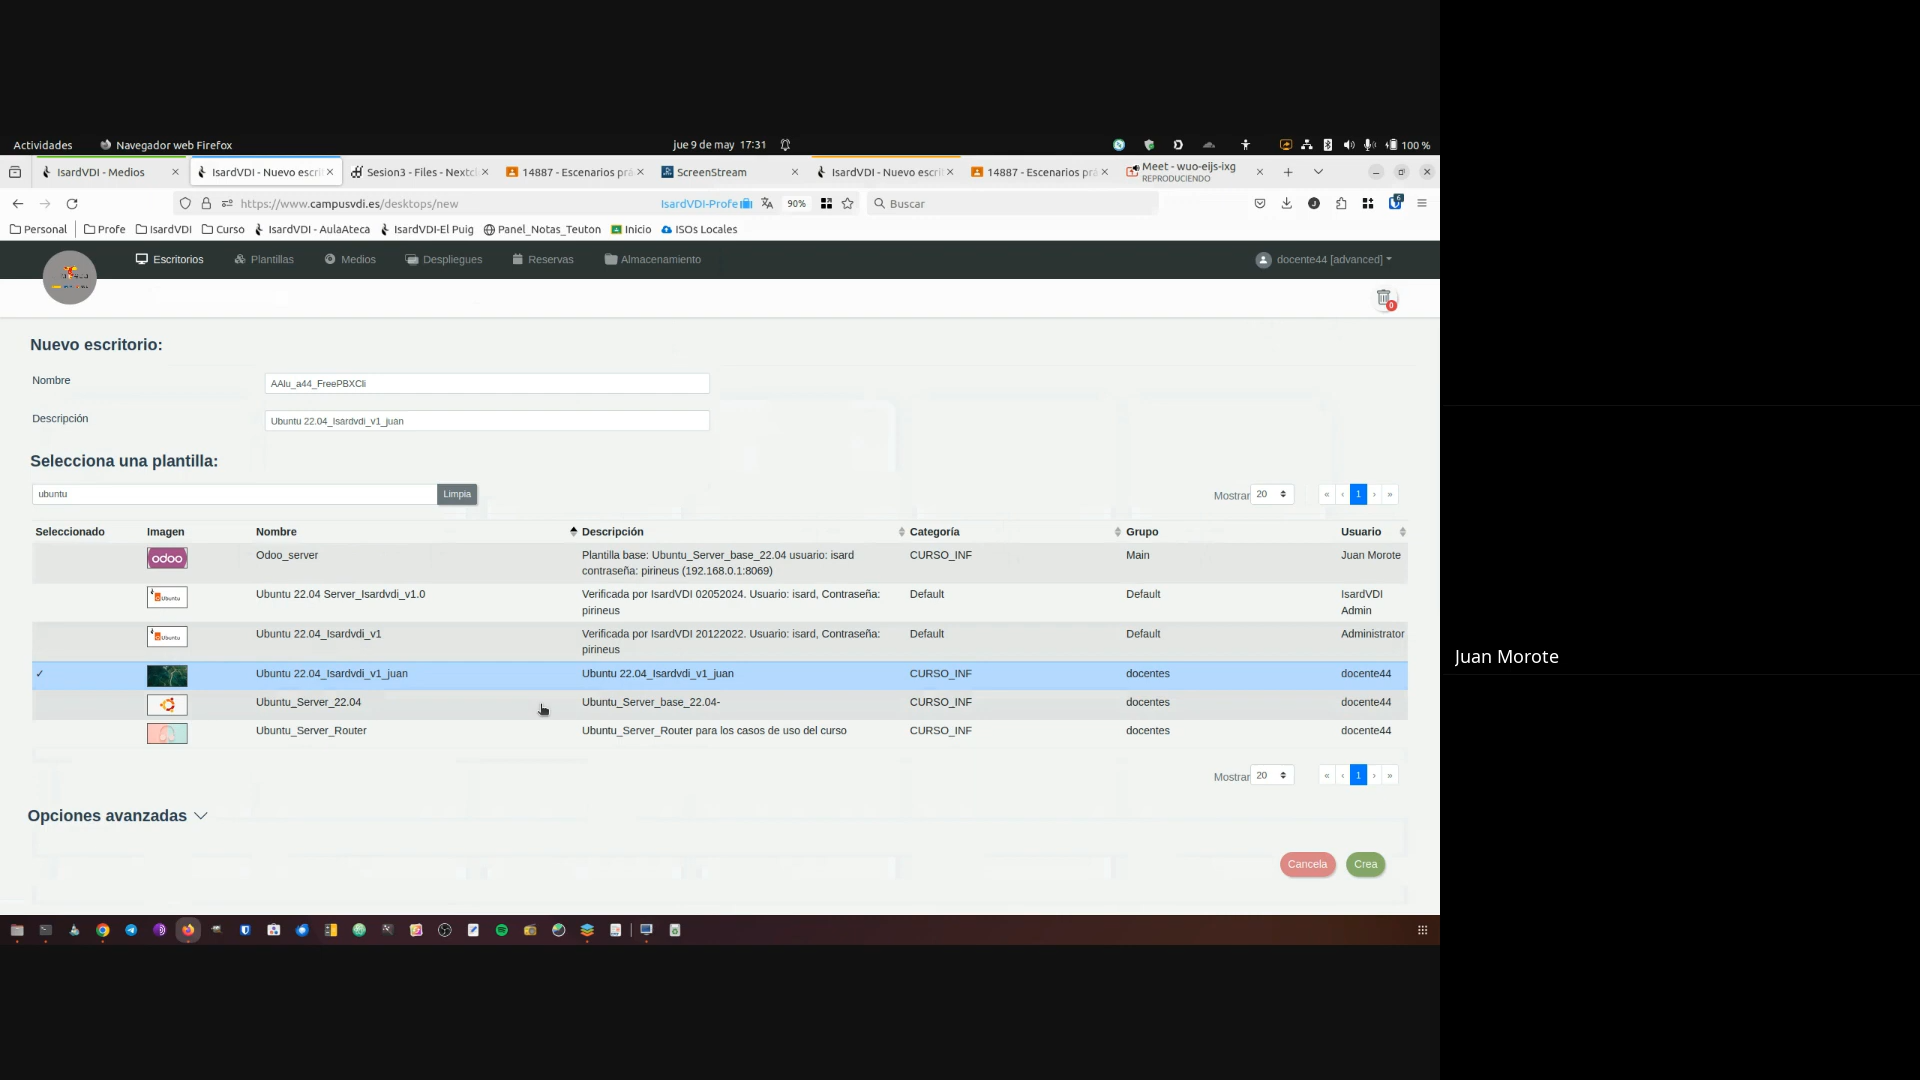 Actividades
Navegador web Firefox
jue 9 de may 17:31
100 %
IsardVDI - Medios
IsardVDI - Nuevo escri
Sesion3 - Files - Nextcl
14887 - Escenarios prá
ScreenStream
IsardVDI - Nuevo escri
14887 - Escenarios prá
Meet - wuo-eijs-ixg
REPRODUCIENDO
https://www.campusvdi.es/desktops/new
IsardVDI-Profe
90%
Buscar
Personal
Profe
IsardVDI
Curso
IsardVDI - AulaAteca
IsardVDI-El Puig
Panel_Notas_Teuton
Inicio
ISOs Locales
Escritorios
Plantillas
Medios
Despliegues
Reservas
Almacenamiento
docente44 [advanced]
0
Nuevo escritorio:
Nombre
AAlu_a44_FreePBXCli
Descripción
Ubuntu 22.04_Isardvdi_v1_juan
Selecciona una plantilla:
ubuntu
Limpia
Mostrar 20
« ‹ 1 › »
Seleccionado Imagen Nombre Descripción Categoría Grupo Usuario
odoo Odoo_server Plantilla base: Ubuntu_Server_base_22.04 usuario: isard CURSO_INF Main Juan Morote
contraseña: pirineus (192.168.0.1:8069)
Ubuntu Ubuntu 22.04 Server_Isardvdi_v1.0 Verificada por IsardVDI 02052024. Usuario: isard, Contraseña: Default Default IsardVDI
pirineus Admin
Ubuntu Ubuntu 22.04_Isardvdi_v1 Verificada por IsardVDI 20122022. Usuario: isard, Contraseña: Default Default Administrator
pirineus
✓ Ubuntu 22.04_Isardvdi_v1_juan Ubuntu 22.04_Isardvdi_v1_juan CURSO_INF docentes docente44
Ubuntu_Server_22.04 Ubuntu_Server_base_22.04- CURSO_INF docentes docente44
Ubuntu_Server_Router Ubuntu_Server_Router para los casos de uso del curso CURSO_INF docentes docente44
Mostrar 20
« ‹ 1 › »
Opciones avanzadas
Cancela
Crea
Juan Morote